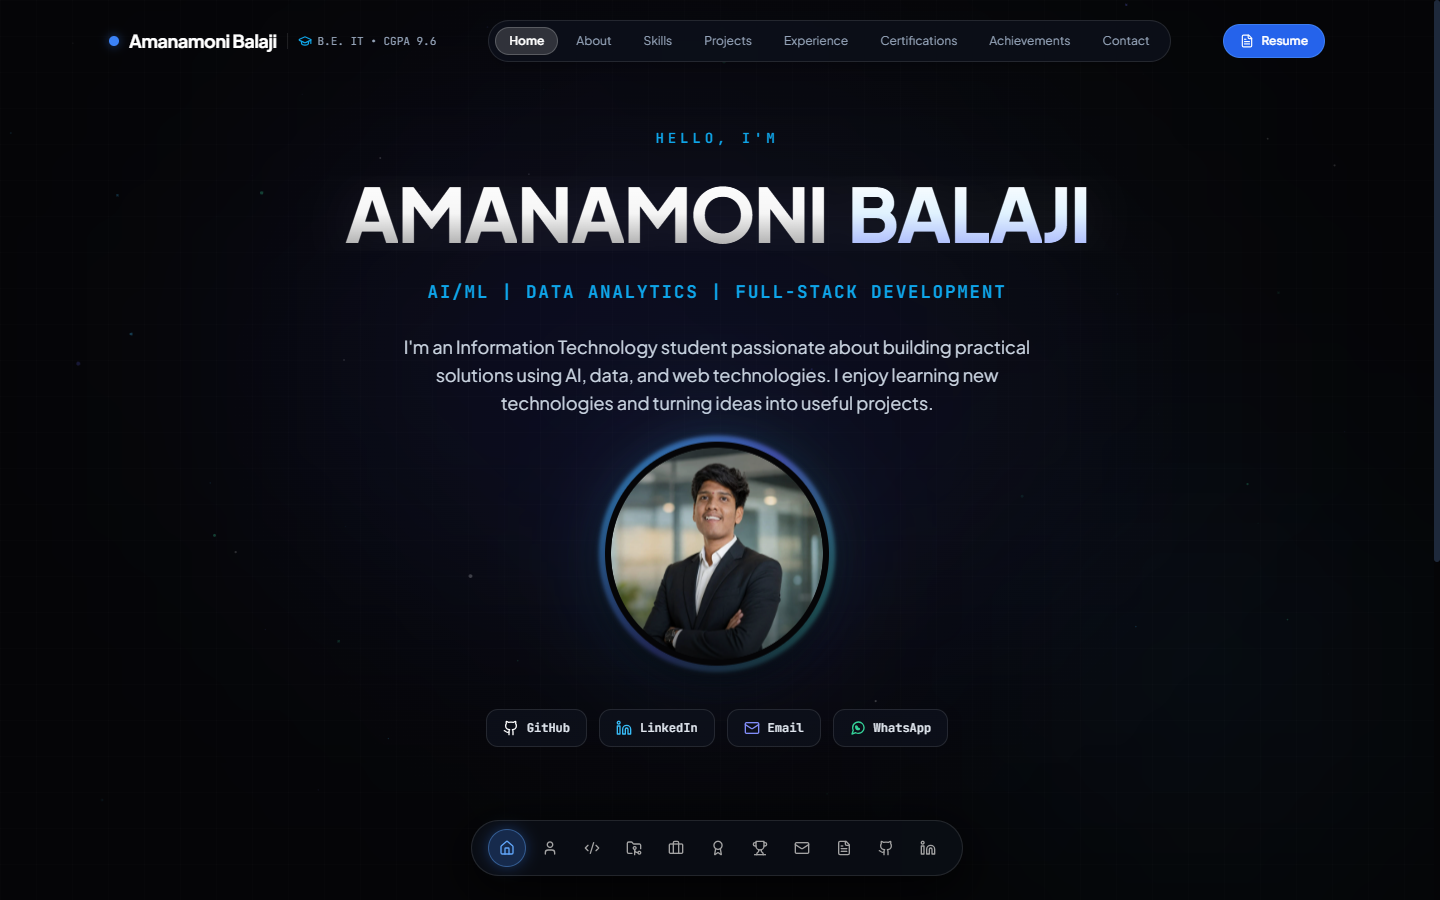 Amanamoni Balaji
B.E. IT • CGPA 9.6
Home
About
Skills
Projects
Experience
Certifications
Achievements
Contact
Resume
HELLO, I'M
AMANAMONI BALAJI
AI/ML | DATA ANALYTICS | FULL-STACK DEVELOPMENT
I'm an Information Technology student passionate about building practical
solutions using AI, data, and web technologies. I enjoy learning new
technologies and turning ideas into useful projects.
GitHub
LinkedIn
Email
WhatsApp